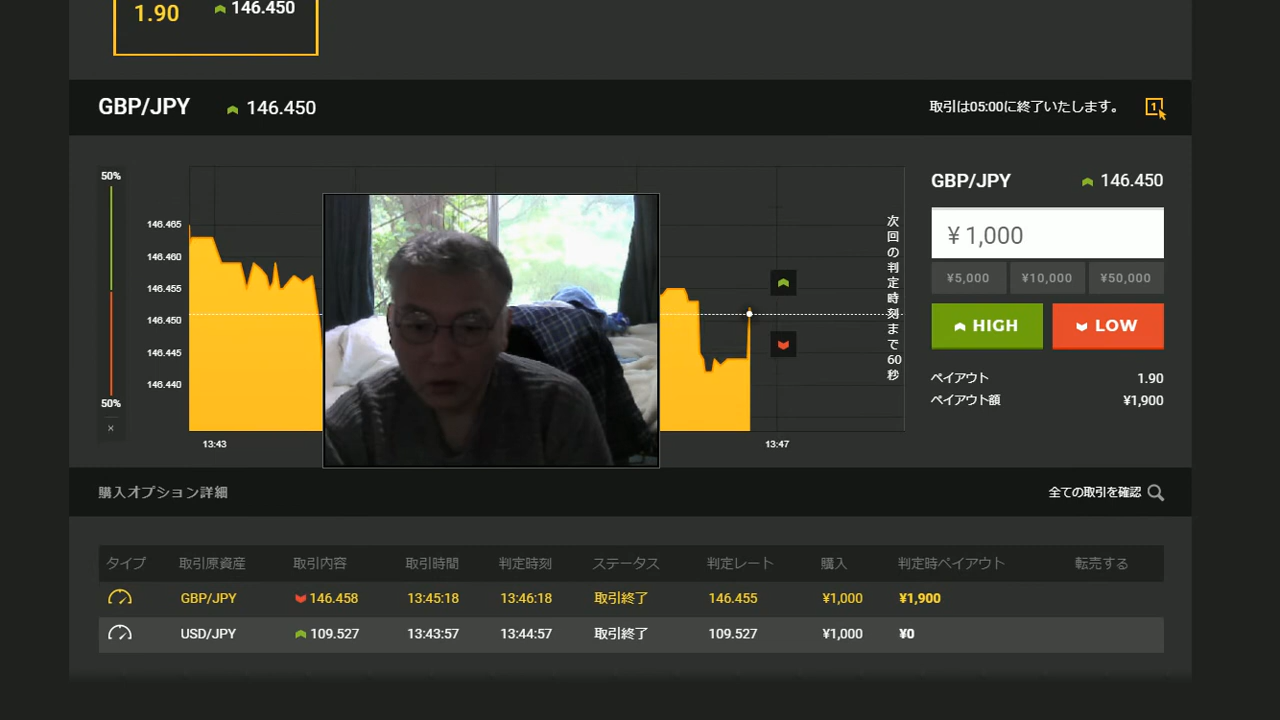 1.90 146.450
GBP/JPY 146.450 取引は05:00に終了いたします。 1
50%
146.465
146.460
146.455
146.450
146.445
146.440
50%
×
13:43 13:47
次回の判定時刻まで60秒
GBP/JPY 146.450
¥ 1,000
¥5,000 ¥10,000 ¥50,000
HIGH LOW
ペイアウト 1.90
ペイアウト額 ¥1,900
購入オプション詳細 全ての取引を確認
タイプ 取引原資産 取引内容 取引時間 判定時刻 ステータス 判定レート 購入 判定時ペイアウト 転売する
GBP/JPY 146.458 13:45:18 13:46:18 取引終了 146.455 ¥1,000 ¥1,900
USD/JPY 109.527 13:43:57 13:44:57 取引終了 109.527 ¥1,000 ¥0